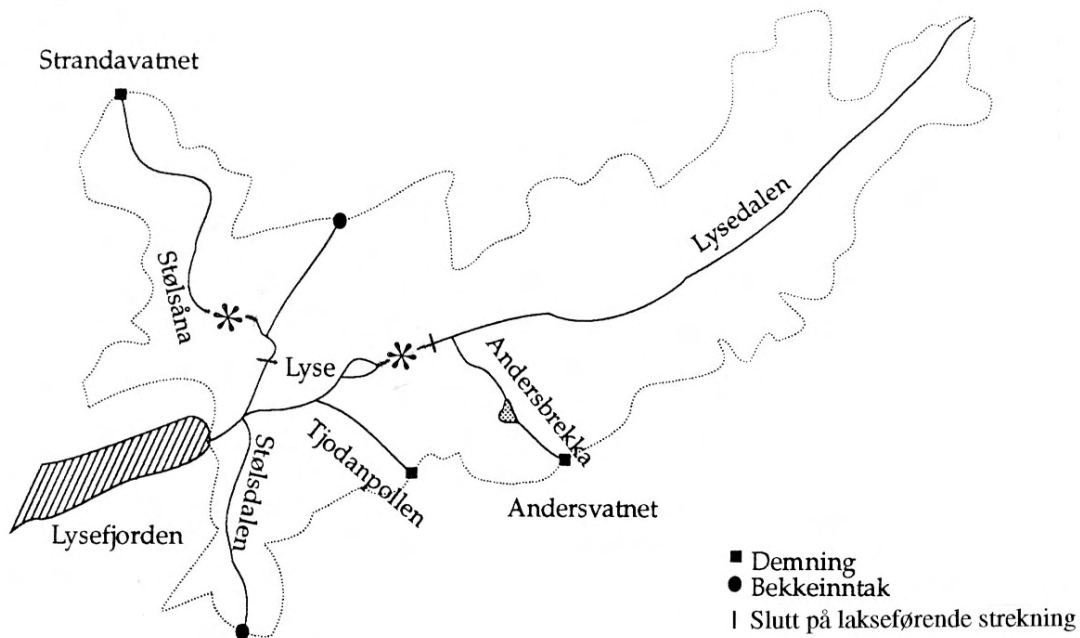 Strandavatnet
Lysedalen
Stølsåna
Lyse
Andersbrekka
Tjodanpollen
Stølsdalen
Andersvatnet
Lysefjorden
Demning
Bekkeinntak
Slutt på lakseførende strekning